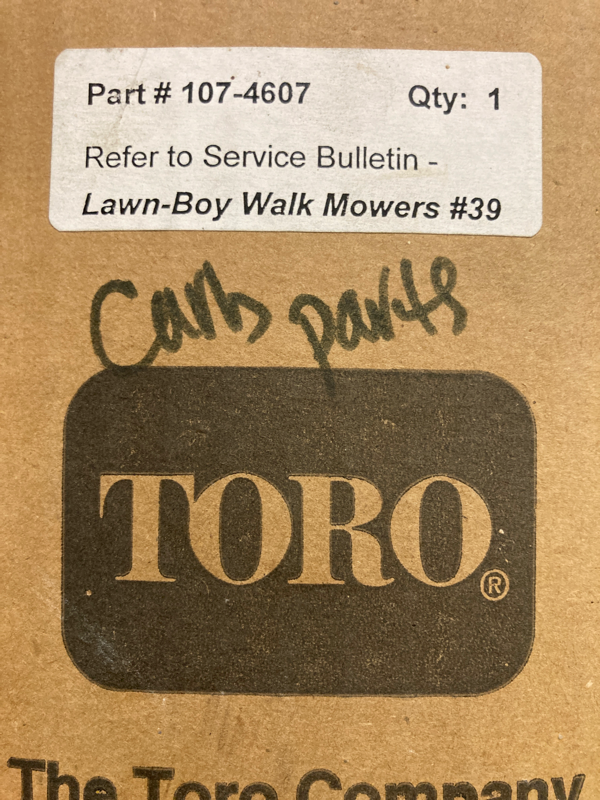 Part # 107-4607 Qty: 1
Refer to Service Bulletin -
Lawn-Boy Walk Mowers #39
Carb parts
TORO®
The Toro Company